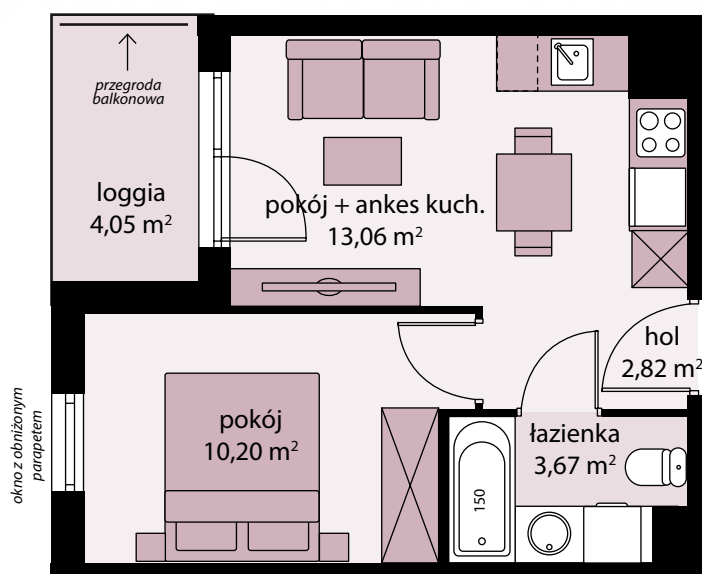 przegroda
balkonowa
loggia
4,05 m²
pokój + ankes kuch.
13,06 m²
hol
2,82 m²
pokój
10,20 m²
łazienka
3,67 m²
150
okno z obniżonym
parapetem